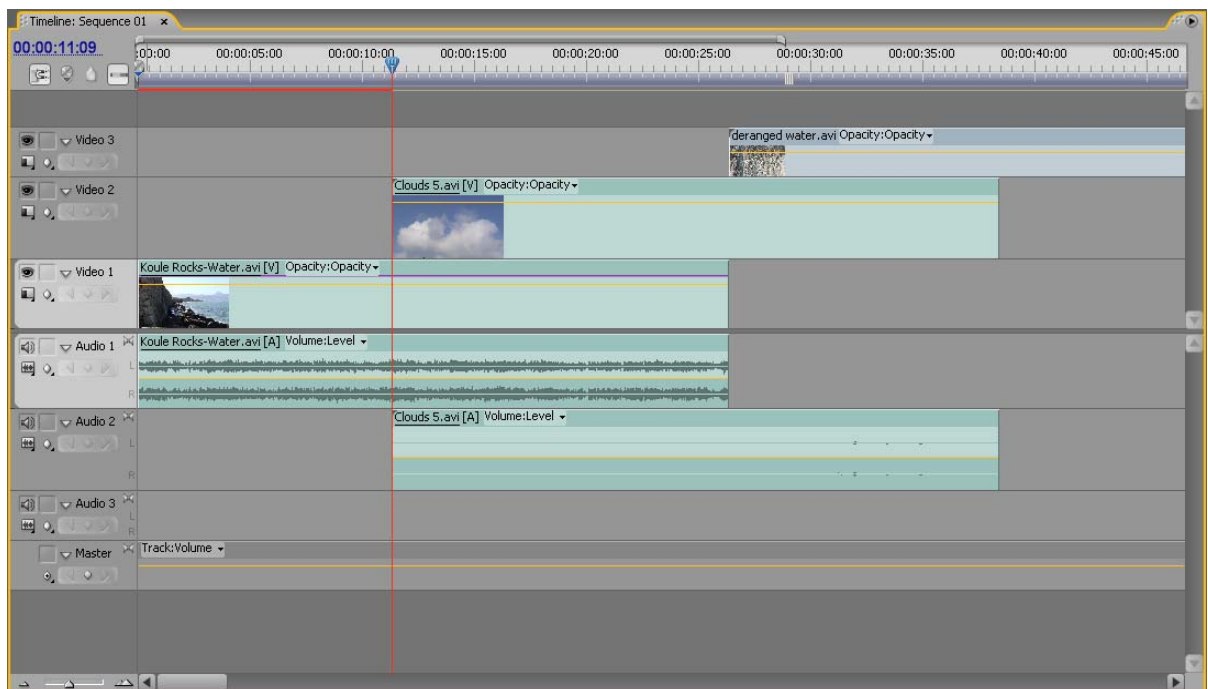 Timeline: Sequence 01 ×
00:00:11:09
:00:00 00:00:05:00 00:00:10:00 00:00:15:00 00:00:20:00 00:00:25:00 00:00:30:00 00:00:35:00 00:00:40:00 00:00:45:00
Video 3
deranged water.avi Opacity:Opacity
Video 2
Clouds 5.avi [V] Opacity:Opacity
Video 1
Koule Rocks-Water.avi [V] Opacity:Opacity
Audio 1
Koule Rocks-Water.avi [A] Volume:Level
L
R
Audio 2
Clouds 5.avi [A] Volume:Level
L
R
Audio 3
L
R
Master
Track:Volume